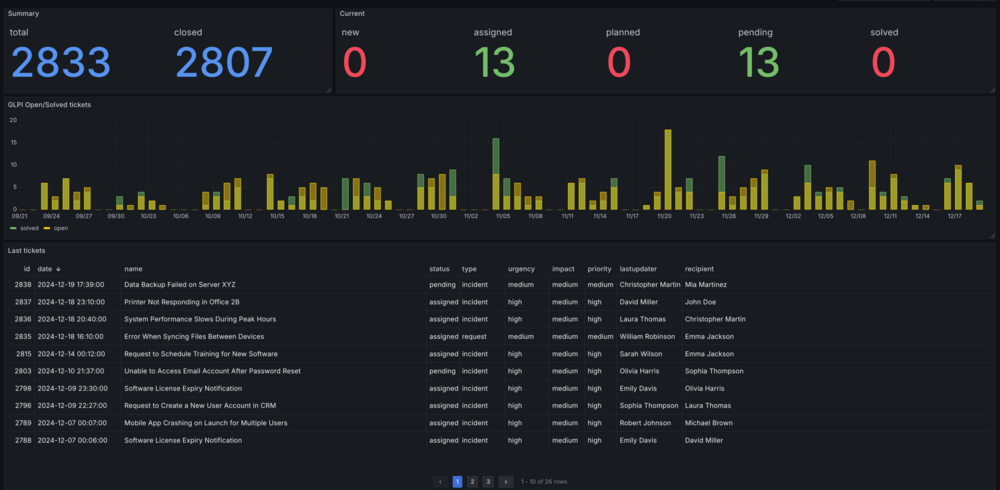 Summary
total closed
2833 2807
Current
new assigned planned pending solved
0 13 0 13 0
GLPI Open/Solved tickets
20
15
10
5
0
09/21 09/24 09/27 09/30 10/03 10/06 10/09 10/12 10/15 10/18 10/21 10/24 10/27 10/30 11/02 11/05 11/08 11/11 11/14 11/17 11/20 11/23 11/26 11/29 12/02 12/05 12/08 12/11 12/14 12/17
solved open
Last tickets
id date ↓ name status type urgency impact priority lastupdater recipient
2838 2024-12-19 17:39:00 Data Backup Failed on Server XYZ pending incident medium medium medium Christopher Martin Mia Martinez
2837 2024-12-18 23:10:00 Printer Not Responding in Office 2B assigned incident high medium high David Miller John Doe
2836 2024-12-18 20:40:00 System Performance Slows During Peak Hours assigned incident high medium high Laura Thomas Christopher Martin
2835 2024-12-18 16:10:00 Error When Syncing Files Between Devices assigned request medium medium medium William Robinson Emma Jackson
2815 2024-12-14 00:12:00 Request to Schedule Training for New Software assigned incident high medium high Sarah Wilson Emma Jackson
2803 2024-12-10 21:37:00 Unable to Access Email Account After Password Reset pending incident high medium high Olivia Harris Sophia Thompson
2798 2024-12-09 23:30:00 Software License Expiry Notification assigned incident high medium high Emily Davis Olivia Harris
2796 2024-12-09 22:27:00 Request to Create a New User Account in CRM assigned incident high medium high Sophia Thompson Laura Thomas
2789 2024-12-07 00:07:00 Mobile App Crashing on Launch for Multiple Users assigned incident high medium high Robert Johnson Michael Brown
2788 2024-12-07 00:06:00 Software License Expiry Notification assigned incident high medium high Emily Davis David Miller
‹ 1 2 3 › 1 - 10 of 26 rows